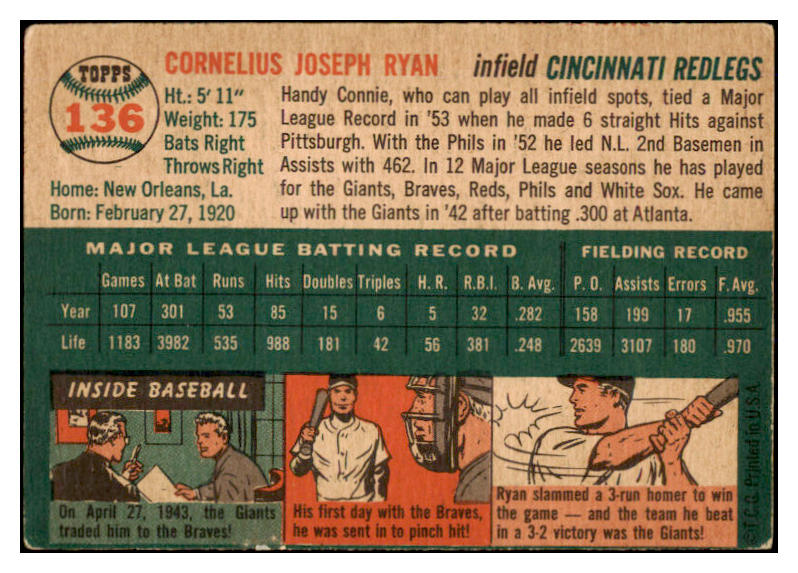 TOPPS
136
CORNELIUS JOSEPH RYAN infield CINCINNATI REDLEGS
Ht.: 5' 11"
Weight: 175
Bats Right
Throws Right
Home: New Orleans, La.
Born: February 27, 1920
Handy Connie, who can play all infield spots, tied a Major
League Record in '53 when he made 6 straight Hits against
Pittsburgh. With the Phils in '52 he led N.L. 2nd Basemen in
Assists with 462. In 12 Major League seasons he has played
for the Giants, Braves, Reds, Phils and White Sox. He came
up with the Giants in '42 after batting .300 at Atlanta.
MAJOR LEAGUE BATTING RECORD FIELDING RECORD
Games At Bat Runs Hits Doubles Triples H. R. R.B.I. B. Avg. P. O. Assists Errors F. Avg.
Year 107 301 53 85 15 6 5 32 .282 158 199 17 .955
Life 1183 3982 535 988 181 42 56 381 .248 2639 3107 180 .970
INSIDE BASEBALL
On April 27, 1943, the Giants
traded him to the Braves!
His first day with the Braves,
he was sent in to pinch hit!
Ryan slammed a 3-run homer to win
the game — and the team he beat
in a 3-2 victory was the Giants!
© T.C.G. Printed in U.S.A.